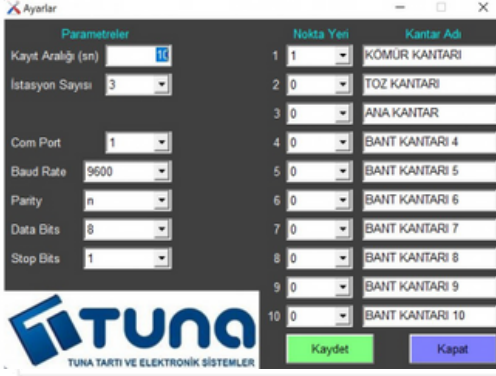 Ayarlar
Parametreler
Kayıt Aralığı (sn) 10
İstasyon Sayısı 3
Com Port 1
Baud Rate 9600
Parity n
Data Bits 8
Stop Bits 1
TUNA
TUNA TARTI VE ELEKTRONİK SİSTEMLER
Nokta Yeri Kantar Adı
1 1 KÖMÜR KANTARI
2 0 TOZ KANTARI
3 0 ANA KANTAR
4 0 BANT KANTARI 4
5 0 BANT KANTARI 5
6 0 BANT KANTARI 6
7 0 BANT KANTARI 7
8 0 BANT KANTARI 8
9 0 BANT KANTARI 9
10 0 BANT KANTARI 10
Kaydet Kapat